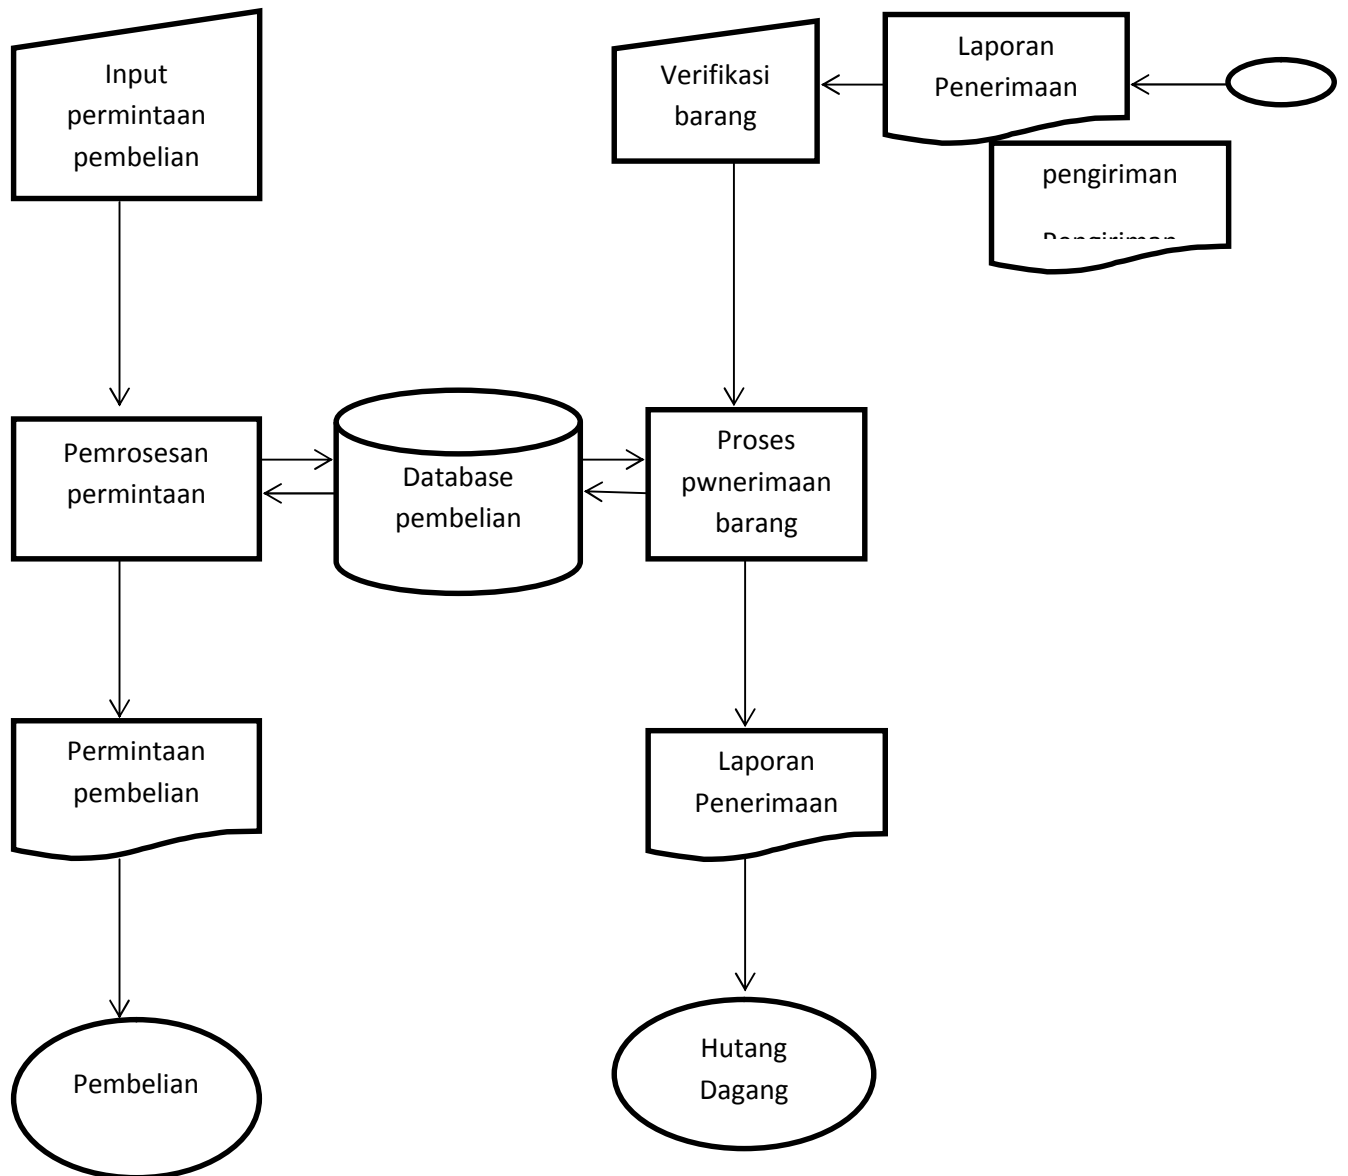 Input
permintaan
pembelian
Verifikasi
barang
Laporan
Penerimaan
pengiriman
Pemrosesan
permintaan
Database
pembelian
Proses
pwnerimaan
barang
Permintaan
pembelian
Laporan
Penerimaan
Pembelian
Hutang
Dagang